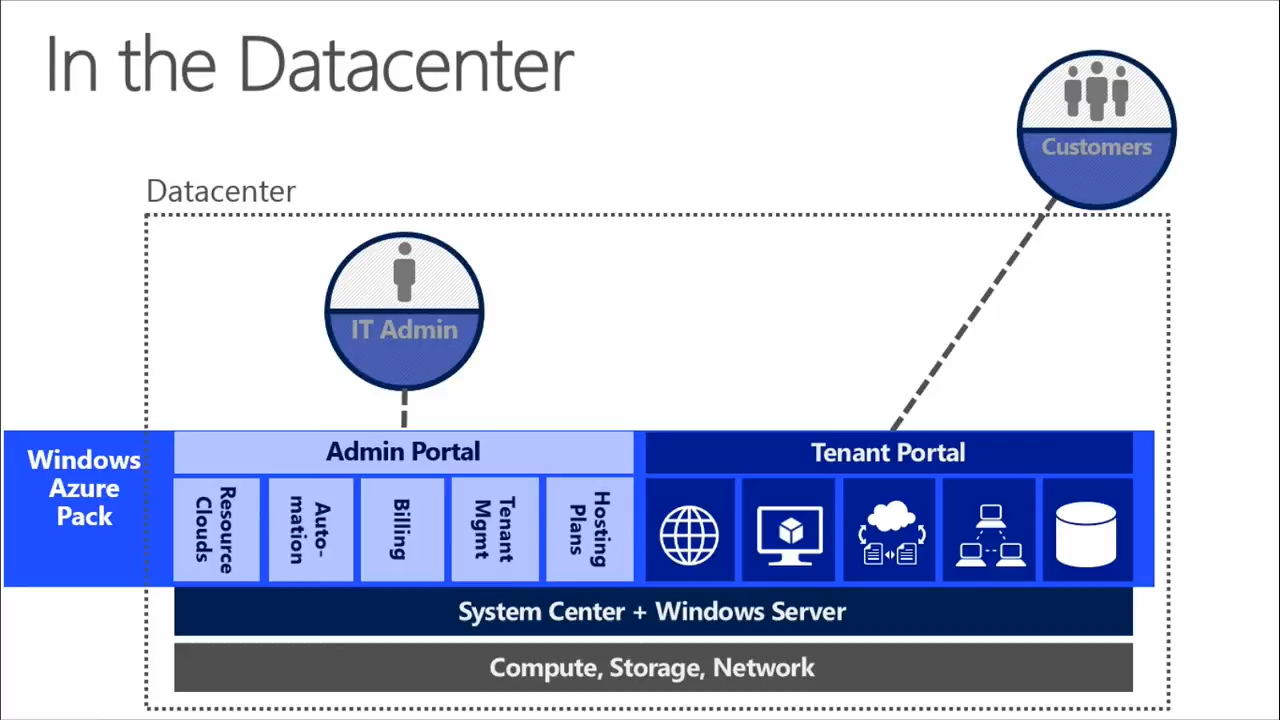 In the Datacenter
Customers
Datacenter
IT Admin
Windows
Azure
Pack
Admin Portal
Tenant Portal
Resource
Clouds
Auto-
mation
Billing
Tenant
Mgmt
Hosting
Plans
System Center + Windows Server
Compute, Storage, Network